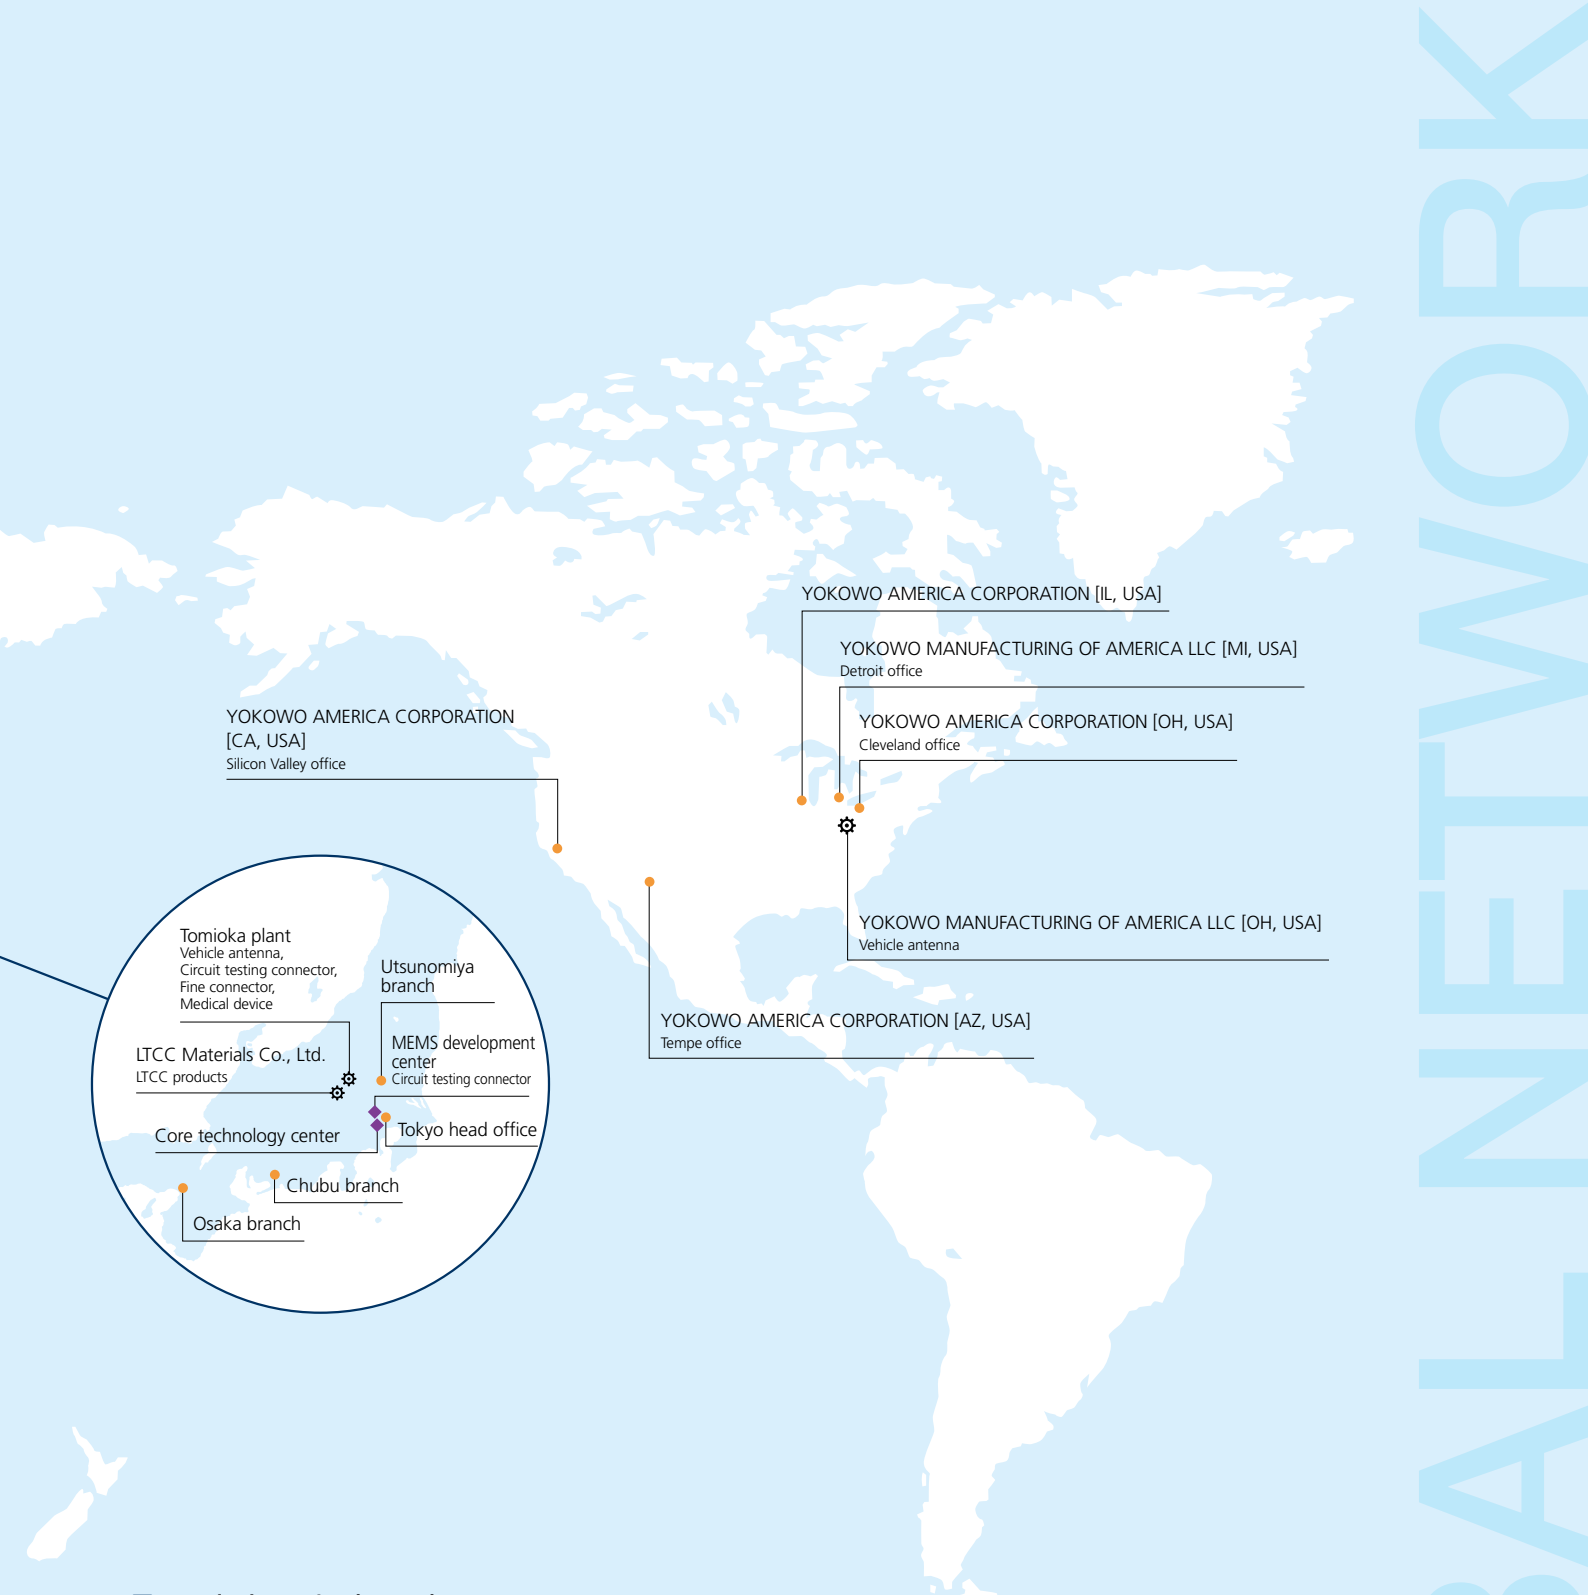 YOKOWO AMERICA CORPORATION [IL, USA]
YOKOWO MANUFACTURING OF AMERICA LLC [MI, USA]
Detroit office
YOKOWO AMERICA CORPORATION
[CA, USA]
Silicon Valley office
YOKOWO AMERICA CORPORATION [OH, USA]
Cleveland office
YOKOWO MANUFACTURING OF AMERICA LLC [OH, USA]
Vehicle antenna
YOKOWO AMERICA CORPORATION [AZ, USA]
Tempe office
Tomioka plant
Vehicle antenna,
Circuit testing connector,
Fine connector,
Medical device
Utsunomiya
branch
MEMS development
center
Circuit testing connector
LTCC Materials Co., Ltd.
LTCC products
Core technology center
Tokyo head office
Chubu branch
Osaka branch
BAL NETWORK